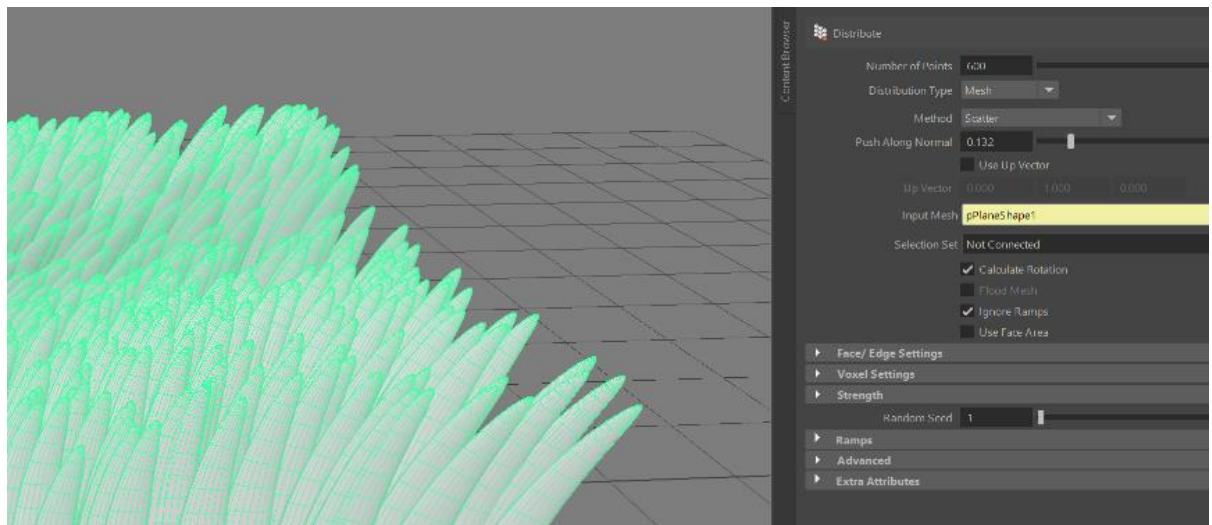 Content Browser
Distribute
Number of Points 600
Distribution Type Mesh
Method Scatter
Push Along Normal 0.132
Use Up Vector
Up Vector 0.000 1.000 0.000
Input Mesh pPlaneShape1
Selection Set Not Connected
Calculate Rotation
Flood Mesh
Ignore Ramps
Use Face Area
Face/ Edge Settings
Voxel Settings
Strength
Random Seed 1
Ramps
Advanced
Extra Attributes